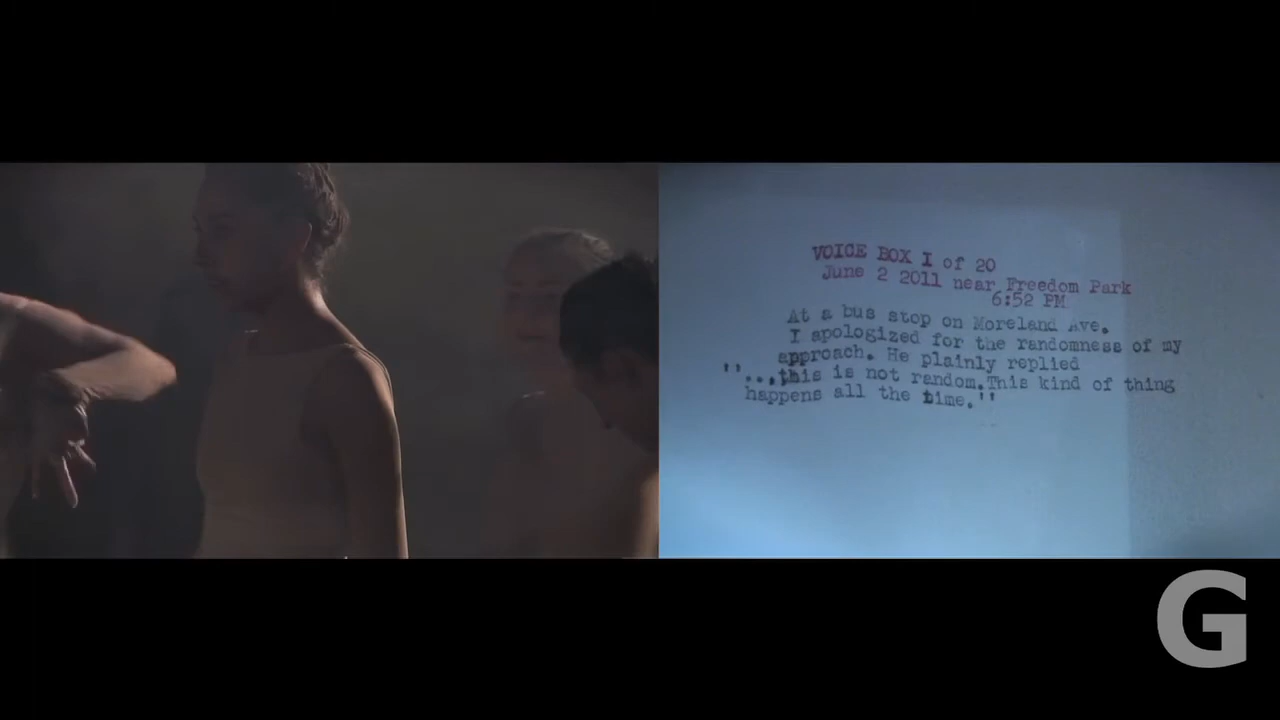 VOICE BOX I of 20
June 2 2011 near Freedom Park
6:52 PM
At a bus stop on Moreland Ave.
I apologized for the randomness of my
approach. He plainly replied
''...this is not random.This kind of thing
happens all the time.''
G